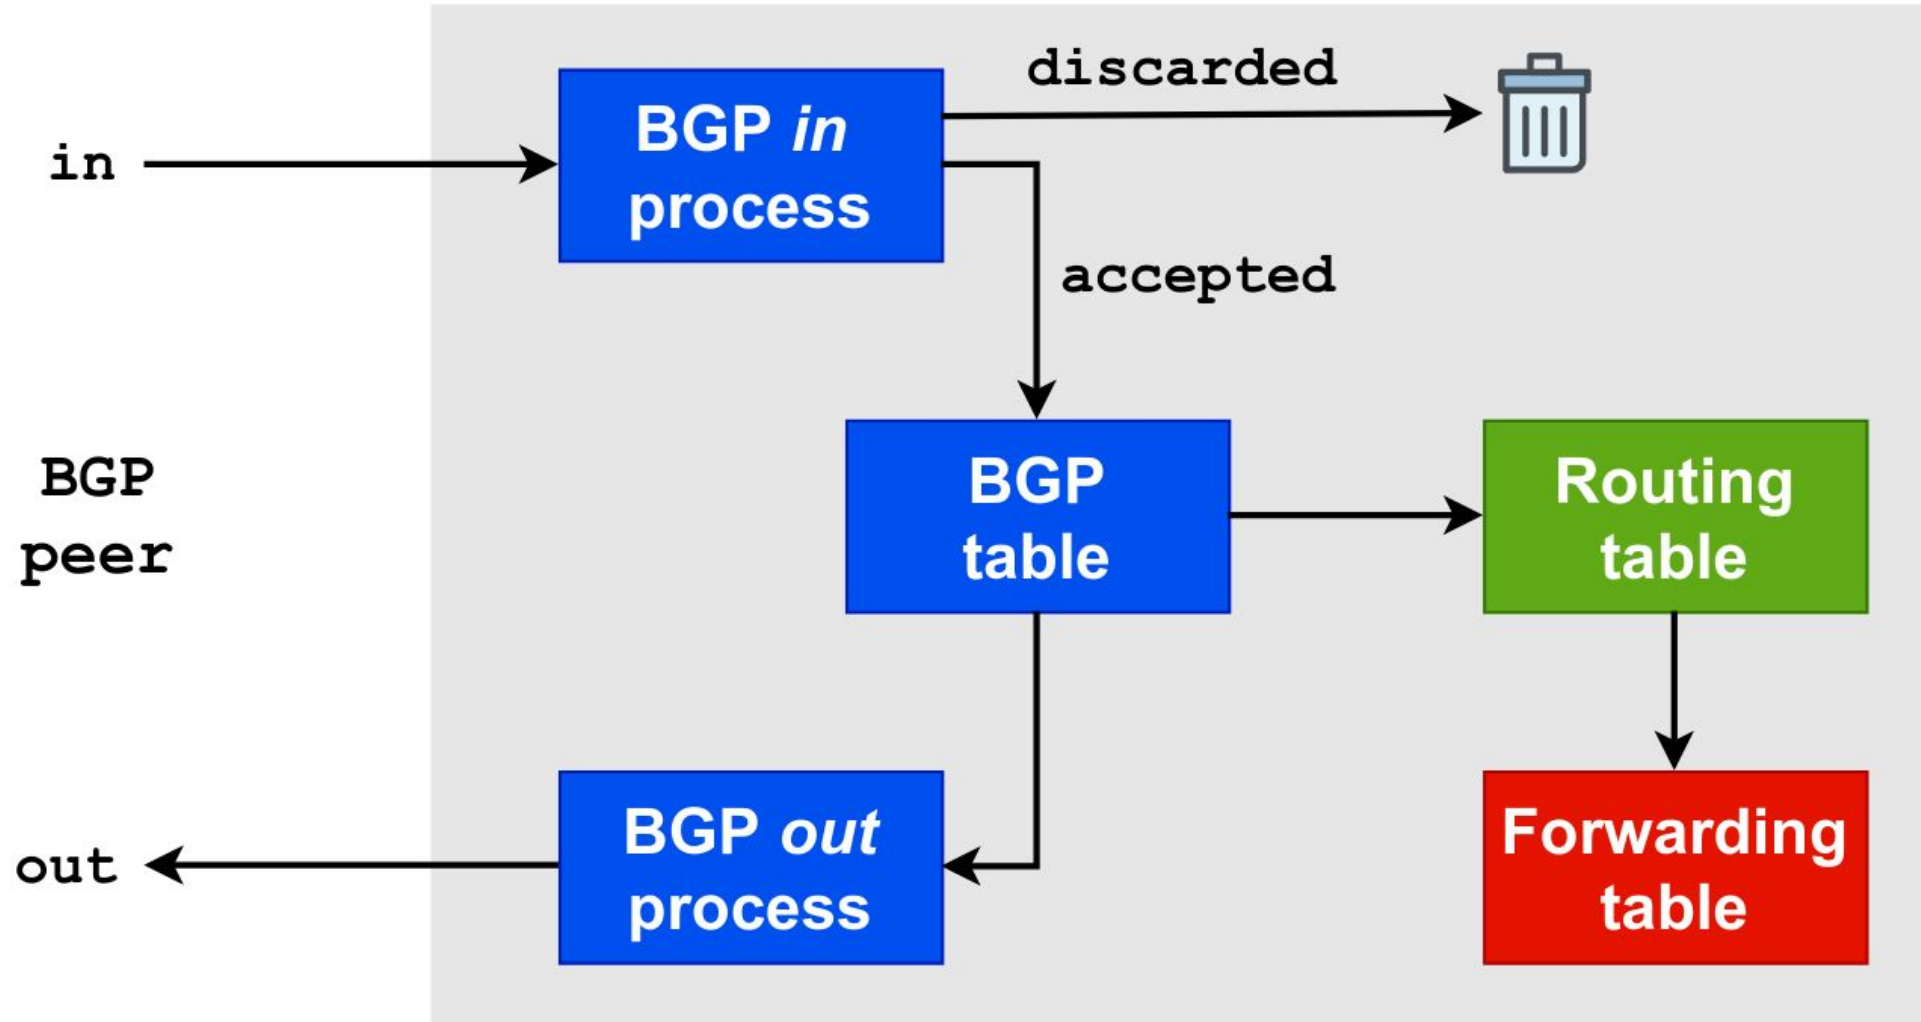 discarded
BGP in
process
in
accepted
BGP
peer
BGP
table
Routing
table
BGP out
process
out
Forwarding
table